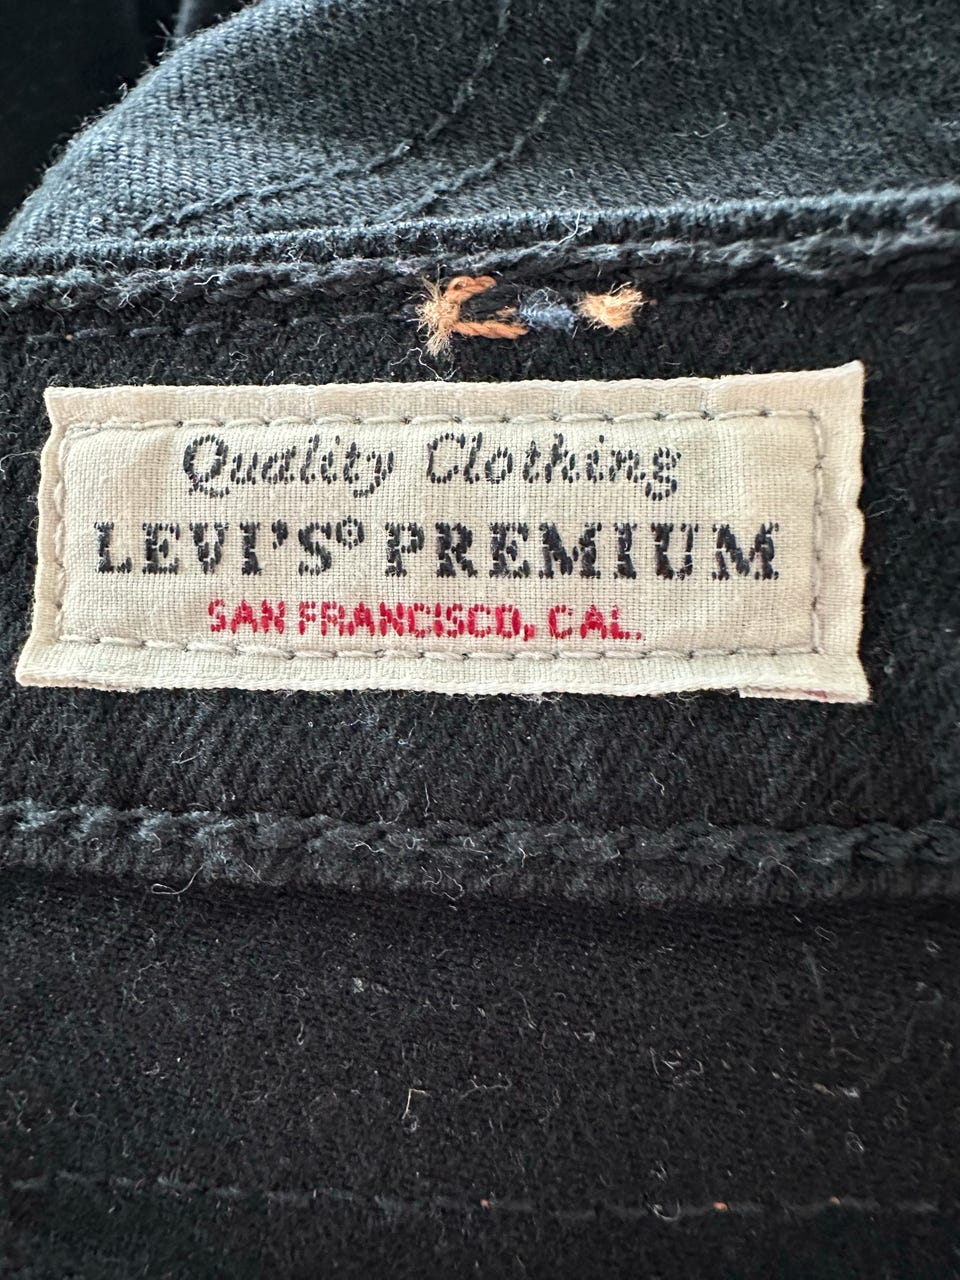 Quality Clothing
LEVI'S® PREMIUM
SAN FRANCISCO, CAL.